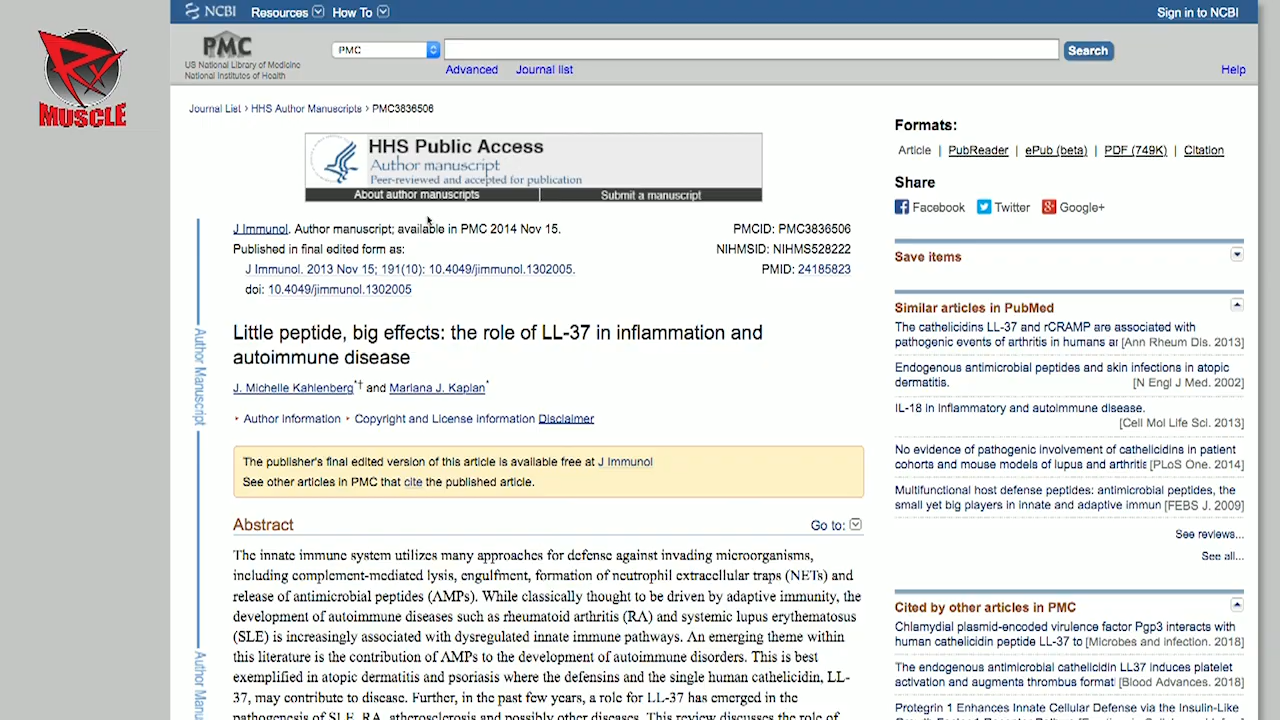 NCBI Resources How To Sign in to NCBI
Rx
MUSCLE
PMC
US National Library of Medicine
National Institutes of Health
PMC
Search
Advanced Journal list
Help
Journal List > HHS Author Manuscripts > PMC3836506
HHS Public Access
Author manuscript
Peer-reviewed and accepted for publication
About author manuscripts Submit a manuscript
J Immunol. Author manuscript; available in PMC 2014 Nov 15.
Published in final edited form as:
J Immunol. 2013 Nov 15; 191(10): 10.4049/jimmunol.1302005.
doi: 10.4049/jimmunol.1302005
PMCID: PMC3836506
NIHMSID: NIHMS528222
PMID: 24185823
Little peptide, big effects: the role of LL-37 in inflammation and
autoimmune disease
J. Michelle Kahlenberg*† and Mariana J. Kaplan*
Author Information Copyright and License Information Disclaimer
The publisher's final edited version of this article is available free at J Immunol
See other articles in PMC that cite the published article.
Abstract
Go to:
The innate immune system utilizes many approaches for defense against invading microorganisms,
including complement-mediated lysis, engulfment, formation of neutrophil extracellular traps (NETs) and
release of antimicrobial peptides (AMPs). While classically thought to be driven by adaptive immunity, the
development of autoimmune diseases such as rheumatoid arthritis (RA) and systemic lupus erythematosus
(SLE) is increasingly associated with dysregulated innate immune pathways. An emerging theme within
this literature is the contribution of AMPs to the development of autoimmune disorders. This is best
exemplified in atopic dermatitis and psoriasis where the defensins and the single human cathelicidin, LL-
37, may contribute to disease. Further, in the past few years, a role for LL-37 has emerged in the
pathogenesis of SLE, RA, atherosclerosis and possibly other diseases. This review discusses the role of
Author Manuscript
Author Manu
Formats:
Article | PubReader | ePub (beta) | PDF (749K) | Citation
Share
Facebook Twitter Google+
Save items
Similar articles in PubMed
The cathelicidins LL-37 and rCRAMP are associated with
pathogenic events of arthritis in humans ar [Ann Rheum Dis. 2013]
Endogenous antimicrobial peptides and skin infections in atopic
dermatitis. [N Engl J Med. 2002]
IL-18 in inflammatory and autoimmune disease.
[Cell Mol Life Sci. 2013]
No evidence of pathogenic involvement of cathelicidins in patient
cohorts and mouse models of lupus and arthritis [PLoS One. 2014]
Multifunctional host defense peptides: antimicrobial peptides, the
small yet big players in innate and adaptive immun [FEBS J. 2009]
See reviews...
See all...
Cited by other articles in PMC
Chlamydial plasmid-encoded virulence factor Pgp3 interacts with
human cathelicidin peptide LL-37 to [Microbes and infection. 2018]
The endogenous antimicrobial cathelicidin LL37 induces platelet
activation and augments thrombus format [Blood Advances. 2018]
Protegrin 1 Enhances Innate Cellular Defense via the Insulin-Like